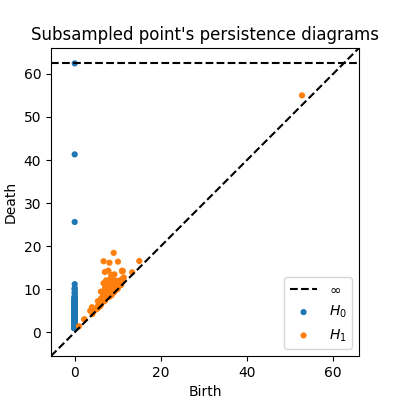 Subsampled point's persistence diagrams
60
50
40
30
20
10
0
Death
∞
H₀
H₁
0 20 40 60
Birth